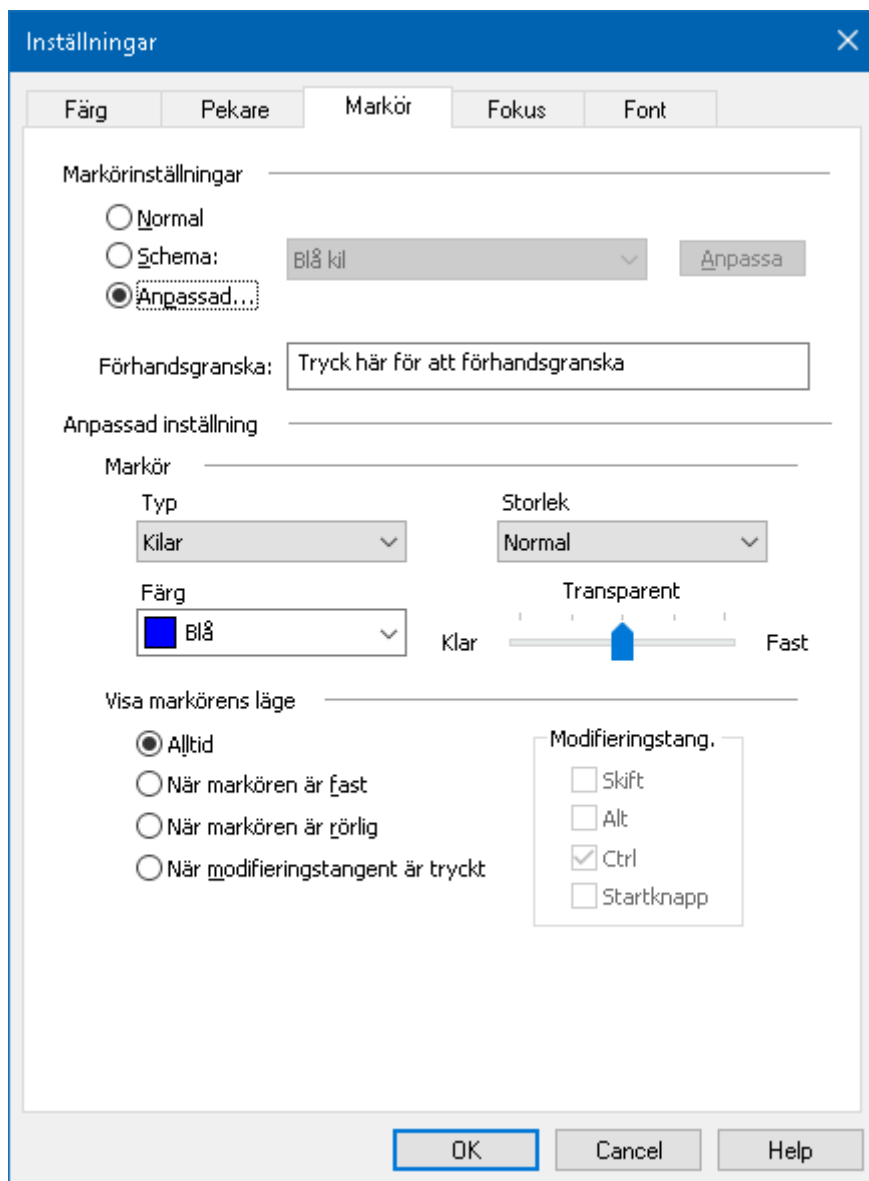 Inställningar
Färg Pekare Markör Fokus Font
Markörinställningar
Normal
Schema: Blå kil Anpassa
Anpassad...
Förhandsgranska: Tryck här för att förhandsgranska
Anpassad inställning
Markör
Typ Storlek
Kilar Normal
Färg Transparent
Blå Klar Fast
Visa markörens läge
Alltid Modifieringstang.
När markören är fast Skift
När markören är rörlig Alt
När modifieringstangent är tryckt Ctrl
Startknapp
OK Cancel Help